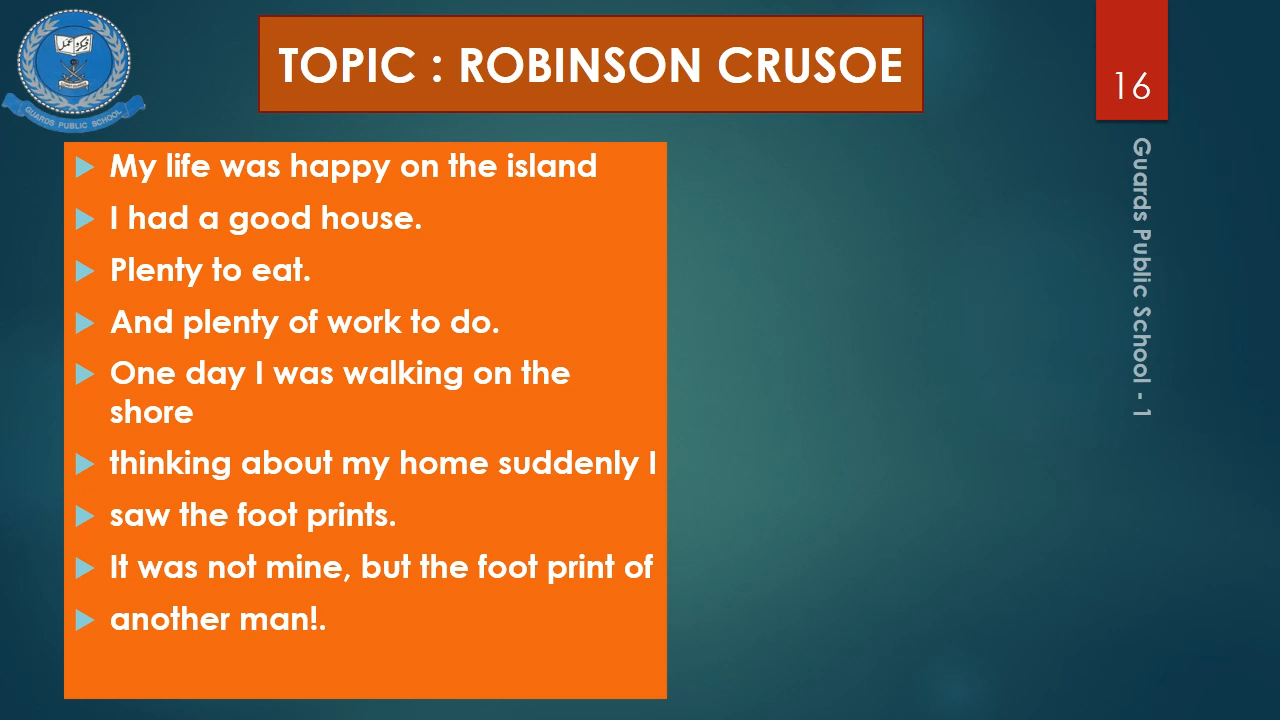 TOPIC : ROBINSON CRUSOE
16
My life was happy on the island
I had a good house.
Plenty to eat.
And plenty of work to do.
One day I was walking on the
shore
thinking about my home suddenly I
saw the foot prints.
It was not mine, but the foot print of
another man!.
Guards Public School - 1
GUARDS PUBLIC SCHOOL